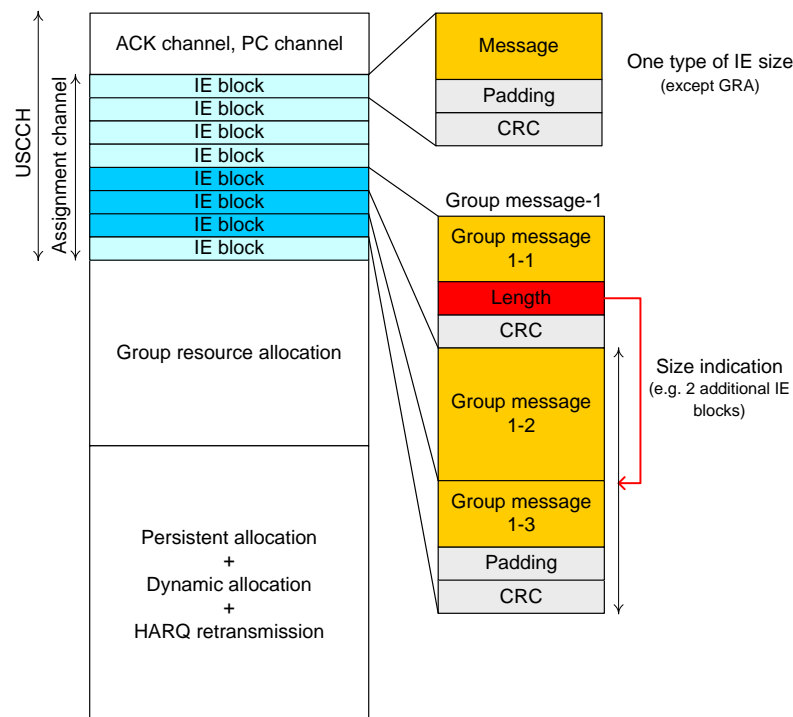 USCCH
Assignment channel
ACK channel, PC channel
IE block
IE block
IE block
IE block
IE block
IE block
IE block
IE block
Group resource allocation
Persistent allocation
+
Dynamic allocation
+
HARQ retransmission
Message
Padding
CRC
One type of IE size
(except GRA)
Group message-1
Group message
1-1
Length
CRC
Group message
1-2
Group message
1-3
Padding
CRC
Size indication
(e.g. 2 additional IE
blocks)